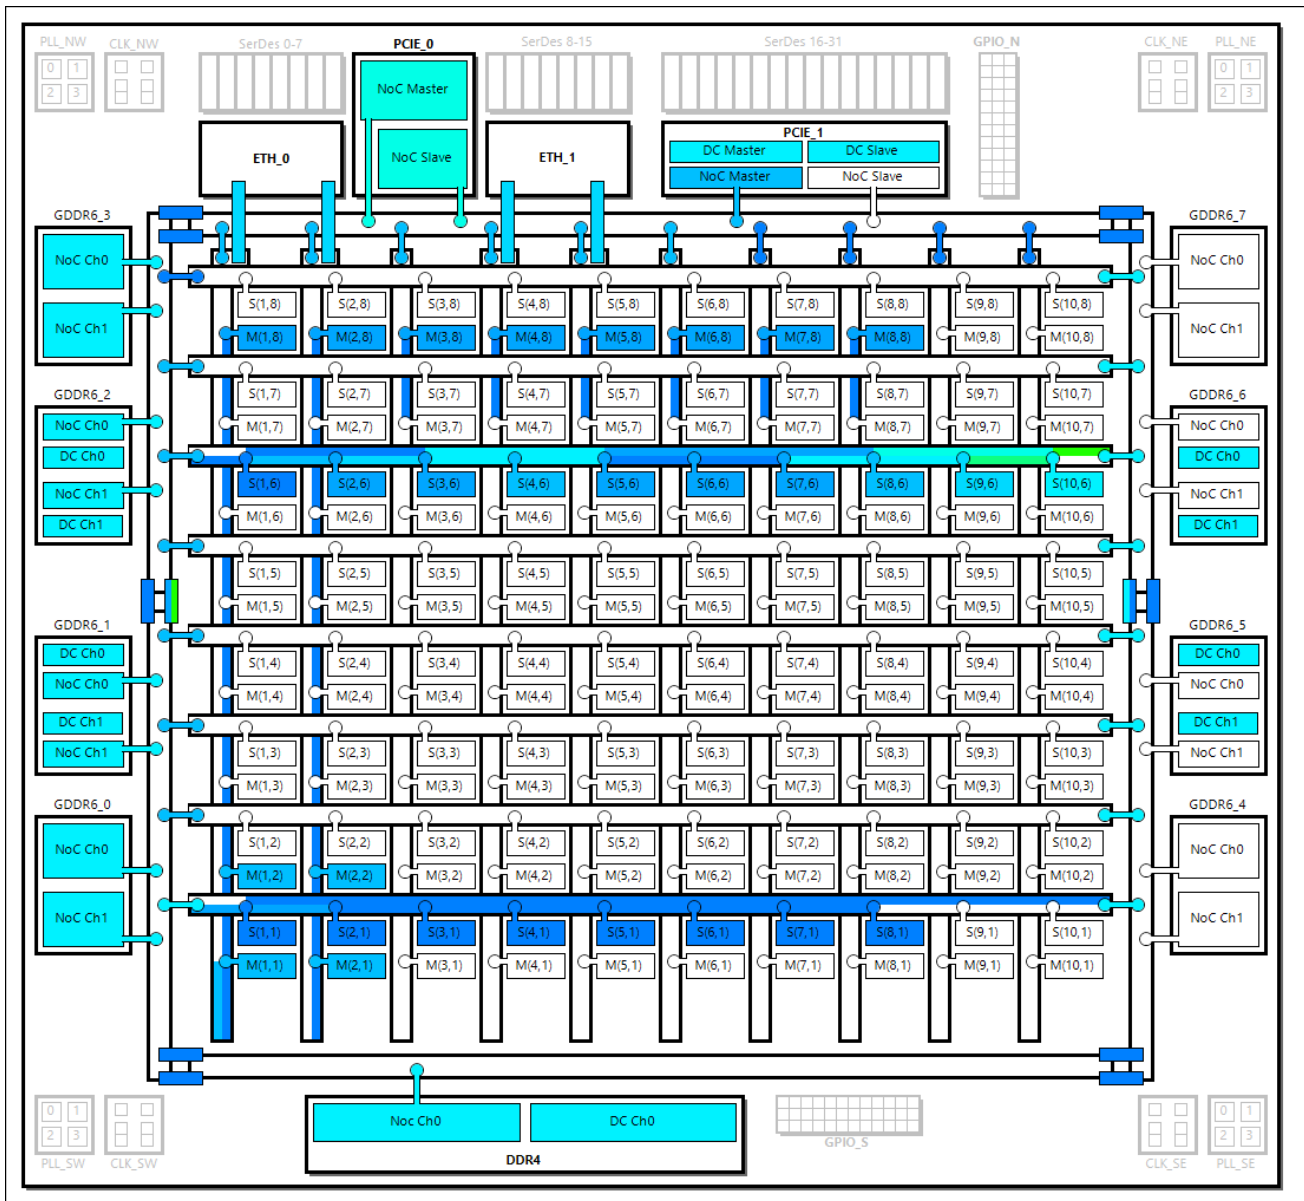 PLL_NW CLK_NW SerDes 0-7 PCIE_0 SerDes 8-15 SerDes 16-31 GPIO_N CLK_NE PLL_NE
0 1 0 1
2 3 2 3
NoC Master
NoC Slave
ETH_0 ETH_1
PCIE_1
DC Master DC Slave
NoC Master NoC Slave
GDDR6_3 GDDR6_7
NoC Ch0 NoC Ch0
NoC Ch1 NoC Ch1
S(1,8) S(2,8) S(3,8) S(4,8) S(5,8) S(6,8) S(7,8) S(8,8) S(9,8) S(10,8)
M(1,8) M(2,8) M(3,8) M(4,8) M(5,8) M(6,8) M(7,8) M(8,8) M(9,8) M(10,8)
GDDR6_2 GDDR6_6
S(1,7) S(2,7) S(3,7) S(4,7) S(5,7) S(6,7) S(7,7) S(8,7) S(9,7) S(10,7)
NoC Ch0 M(1,7) M(2,7) M(3,7) M(4,7) M(5,7) M(6,7) M(7,7) M(8,7) M(9,7) M(10,7) NoC Ch0
DC Ch0 DC Ch0
NoC Ch1 S(1,6) S(2,6) S(3,6) S(4,6) S(5,6) S(6,6) S(7,6) S(8,6) S(9,6) S(10,6) NoC Ch1
DC Ch1 M(1,6) M(2,6) M(3,6) M(4,6) M(5,6) M(6,6) M(7,6) M(8,6) M(9,6) M(10,6) DC Ch1
S(1,5) S(2,5) S(3,5) S(4,5) S(5,5) S(6,5) S(7,5) S(8,5) S(9,5) S(10,5)
M(1,5) M(2,5) M(3,5) M(4,5) M(5,5) M(6,5) M(7,5) M(8,5) M(9,5) M(10,5)
GDDR6_1 GDDR6_5
DC Ch0 DC Ch0
S(1,4) S(2,4) S(3,4) S(4,4) S(5,4) S(6,4) S(7,4) S(8,4) S(9,4) S(10,4)
NoC Ch0 M(1,4) M(2,4) M(3,4) M(4,4) M(5,4) M(6,4) M(7,4) M(8,4) M(9,4) M(10,4) NoC Ch0
DC Ch1 DC Ch1
NoC Ch1 S(1,3) S(2,3) S(3,3) S(4,3) S(5,3) S(6,3) S(7,3) S(8,3) S(9,3) S(10,3) NoC Ch1
M(1,3) M(2,3) M(3,3) M(4,3) M(5,3) M(6,3) M(7,3) M(8,3) M(9,3) M(10,3)
GDDR6_0 GDDR6_4
NoC Ch0 S(1,2) S(2,2) S(3,2) S(4,2) S(5,2) S(6,2) S(7,2) S(8,2) S(9,2) S(10,2) NoC Ch0
M(1,2) M(2,2) M(3,2) M(4,2) M(5,2) M(6,2) M(7,2) M(8,2) M(9,2) M(10,2)
NoC Ch1 NoC Ch1
S(1,1) S(2,1) S(3,1) S(4,1) S(5,1) S(6,1) S(7,1) S(8,1) S(9,1) S(10,1)
M(1,1) M(2,1) M(3,1) M(4,1) M(5,1) M(6,1) M(7,1) M(8,1) M(9,1) M(10,1)
0 1 0 1
Noc Ch0 DC Ch0
2 3 2 3
PLL_SW CLK_SW DDR4 GPIO_S CLK_SE PLL_SE